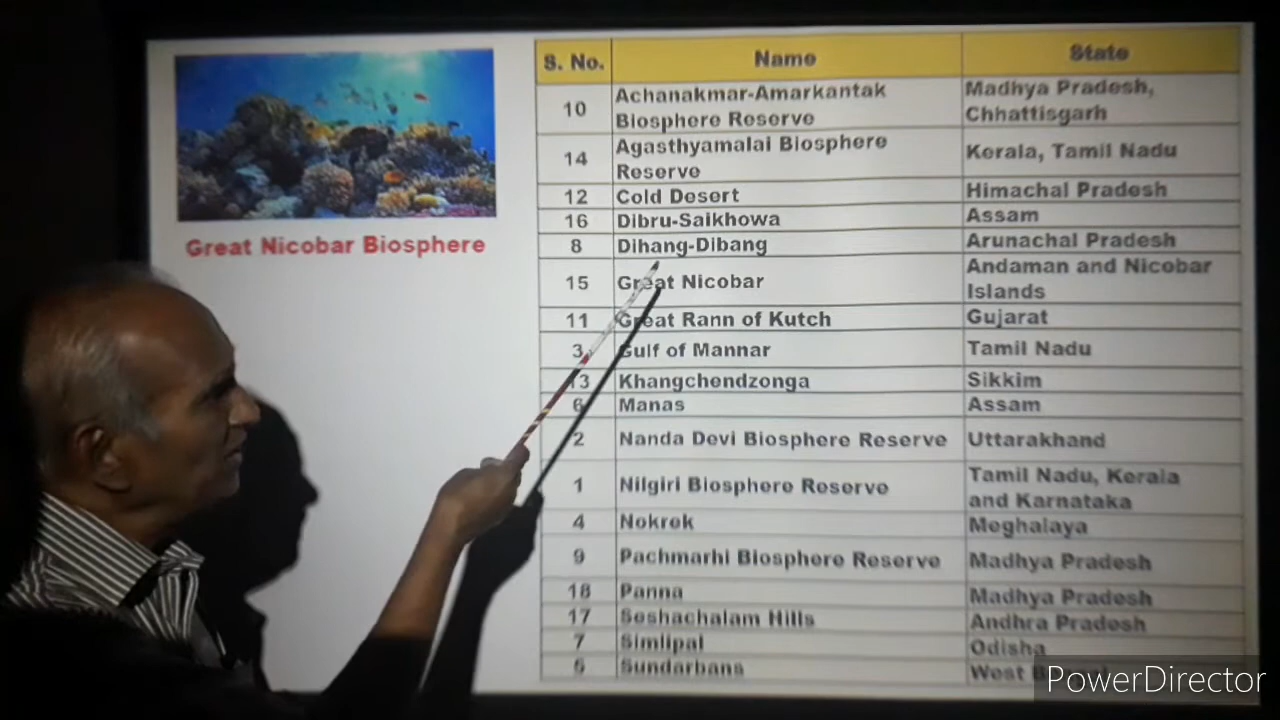 Great Nicobar Biosphere
S. No. Name State
10 Achanakmar-Amarkantak Biosphere Reserve Madhya Pradesh, Chhattisgarh
14 Agasthyamalai Biosphere Reserve Kerala, Tamil Nadu
12 Cold Desert Himachal Pradesh
16 Dibru-Saikhowa Assam
8 Dihang-Dibang Arunachal Pradesh
15 Great Nicobar Andaman and Nicobar Islands
11 Great Rann of Kutch Gujarat
3 Gulf of Mannar Tamil Nadu
13 Khangchendzonga Sikkim
6 Manas Assam
2 Nanda Devi Biosphere Reserve Uttarakhand
1 Nilgiri Biosphere Reserve Tamil Nadu, Kerala and Karnataka
4 Nokrek Meghalaya
9 Pachmarhi Biosphere Reserve Madhya Pradesh
18 Panna Madhya Pradesh
17 Seshachalam Hills Andhra Pradesh
7 Simlipal Odisha
Sundarbans West
PowerDirector